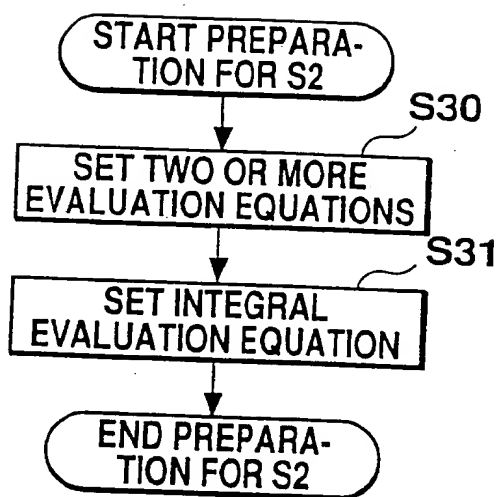 START PREPARA-
TION FOR S2
S30
SET TWO OR MORE
EVALUATION EQUATIONS
S31
SET INTEGRAL
EVALUATION EQUATION
END PREPARA-
TION FOR S2